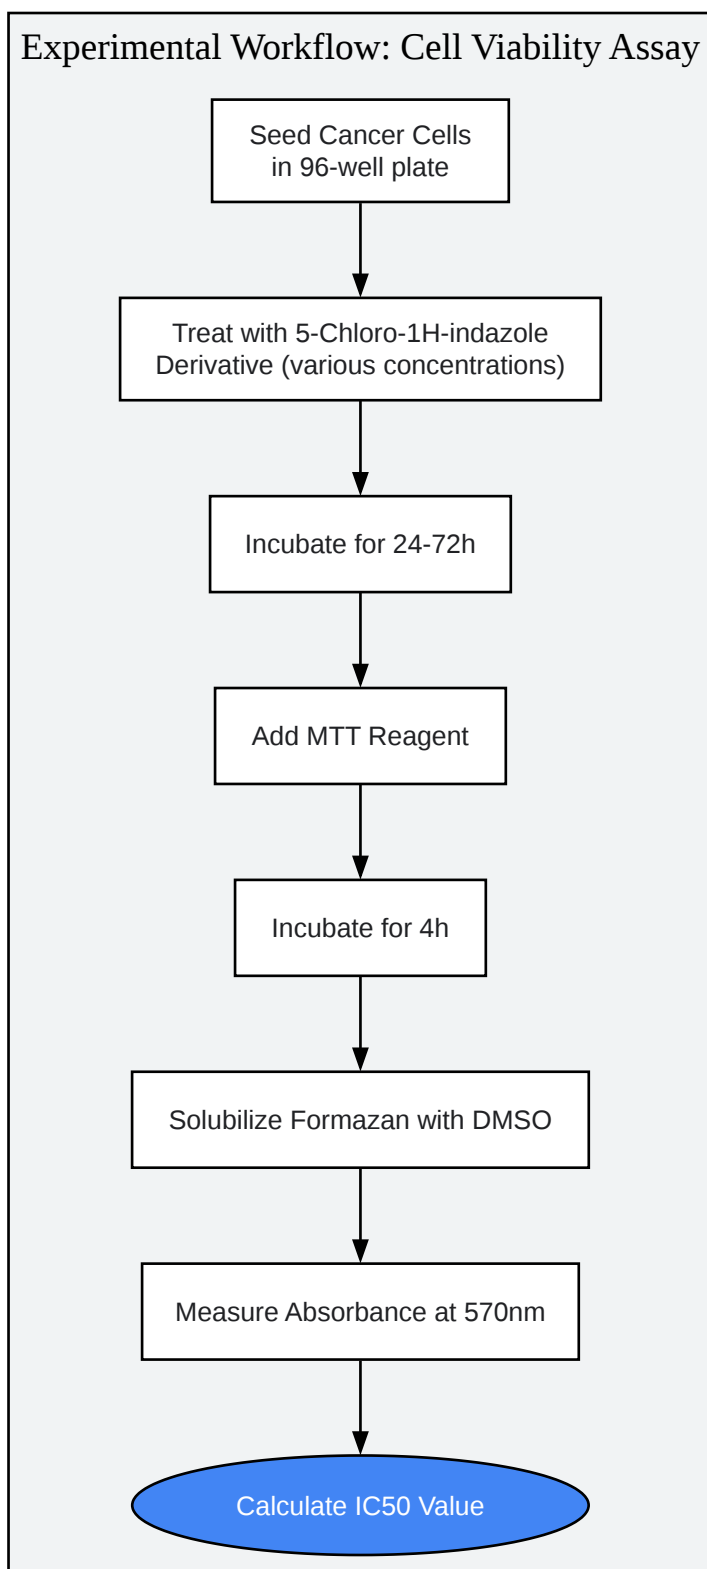 Experimental Workflow: Cell Viability Assay
Seed Cancer Cells
in 96-well plate
Treat with 5-Chloro-1H-indazole
Derivative (various concentrations)
Incubate for 24-72h
Add MTT Reagent
Incubate for 4h
Solubilize Formazan with DMSO
Measure Absorbance at 570nm
Calculate IC50 Value